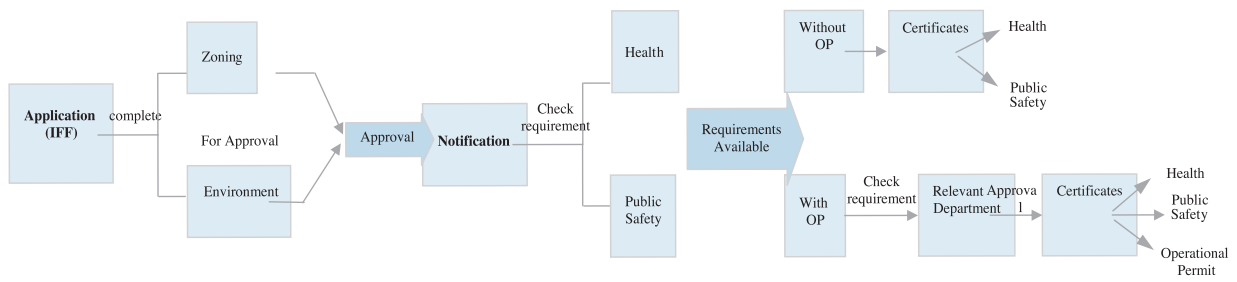 Application
(IFF)
complete
Zoning
For Approval
Environment
Approval
Notification
Check
requirement
Health
Public
Safety
Requirements
Available
Without
OP
Certificates
Health
Public
Safety
With
OP
Check
requirement
Relevant
Department
Approva
l
Certificates
Health
Public
Safety
Operational
Permit